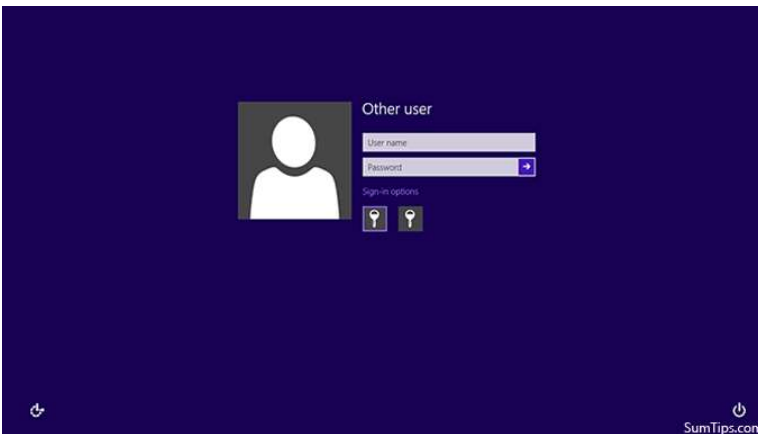 Other user
User name
Password
Sign-in options
SumTips.com